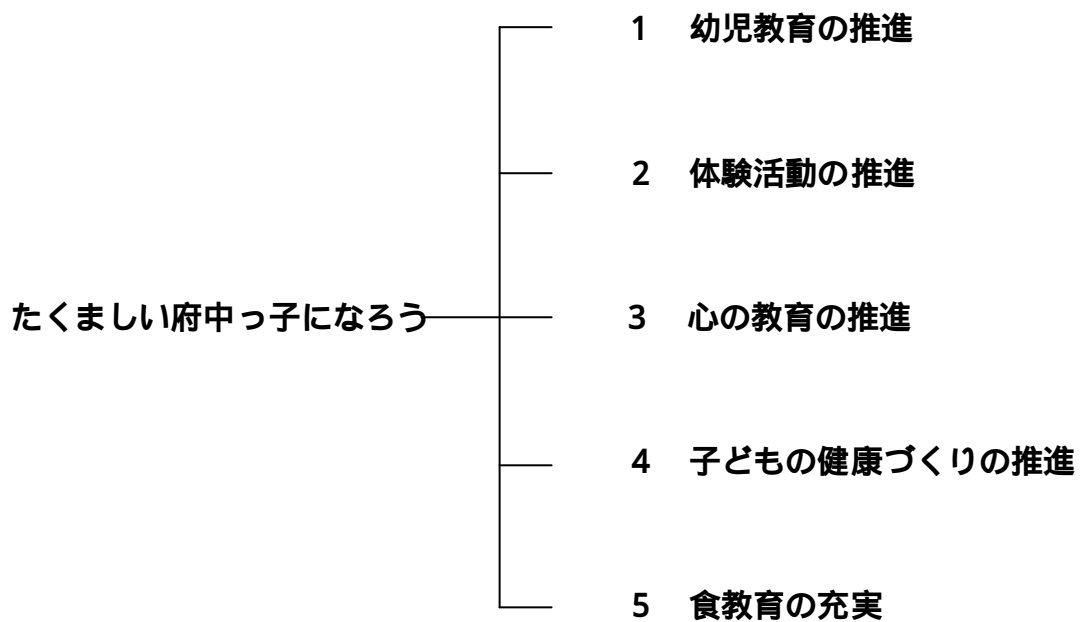 1 幼児教育の推進
2 体験活動の推進
たくましい府中っ子になろう
3 心の教育の推進
4 子どもの健康づくりの推進
5 食教育の充実